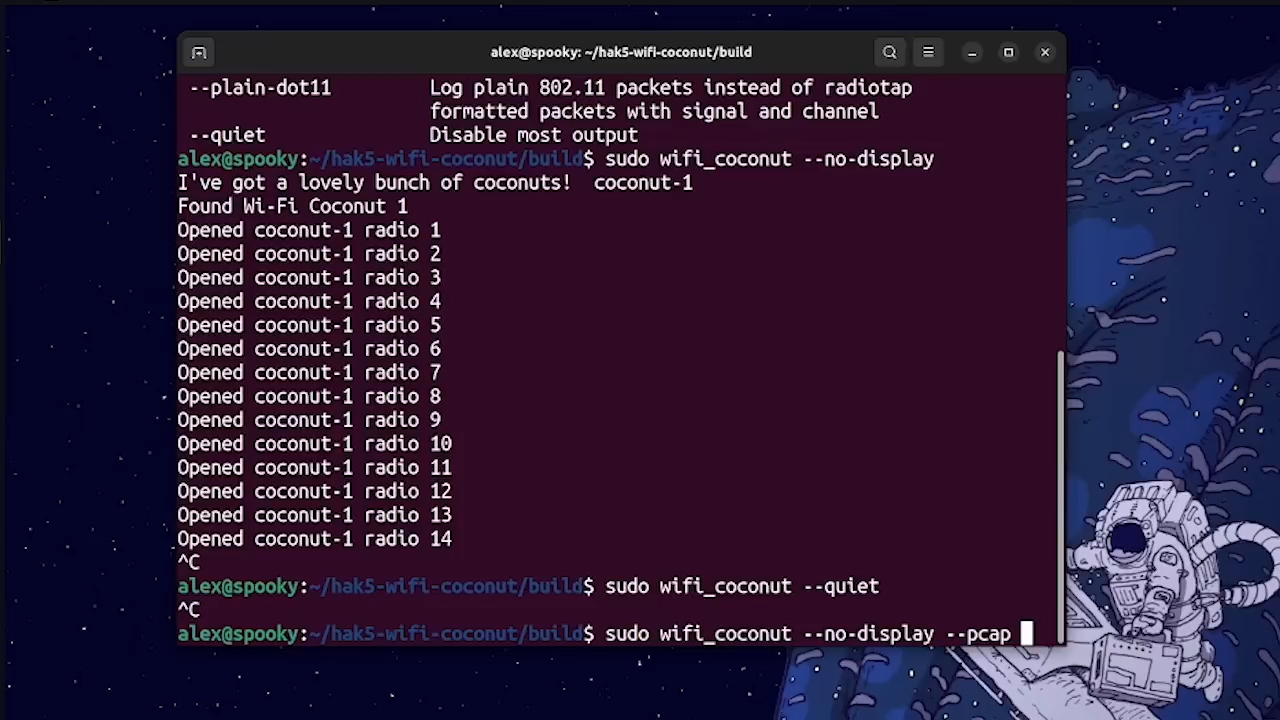 alex@spooky: ~/hak5-wifi-coconut/build
--plain-dot11 Log plain 802.11 packets instead of radiotap
formatted packets with signal and channel
--quiet Disable most output
alex@spooky:~/hak5-wifi-coconut/build$ sudo wifi_coconut --no-display
I've got a lovely bunch of coconuts!  coconut-1
Found Wi-Fi Coconut 1
Opened coconut-1 radio 1
Opened coconut-1 radio 2
Opened coconut-1 radio 3
Opened coconut-1 radio 4
Opened coconut-1 radio 5
Opened coconut-1 radio 6
Opened coconut-1 radio 7
Opened coconut-1 radio 8
Opened coconut-1 radio 9
Opened coconut-1 radio 10
Opened coconut-1 radio 11
Opened coconut-1 radio 12
Opened coconut-1 radio 13
Opened coconut-1 radio 14
^C
alex@spooky:~/hak5-wifi-coconut/build$ sudo wifi_coconut --quiet
^C
alex@spooky:~/hak5-wifi-coconut/build$ sudo wifi_coconut --no-display --pcap